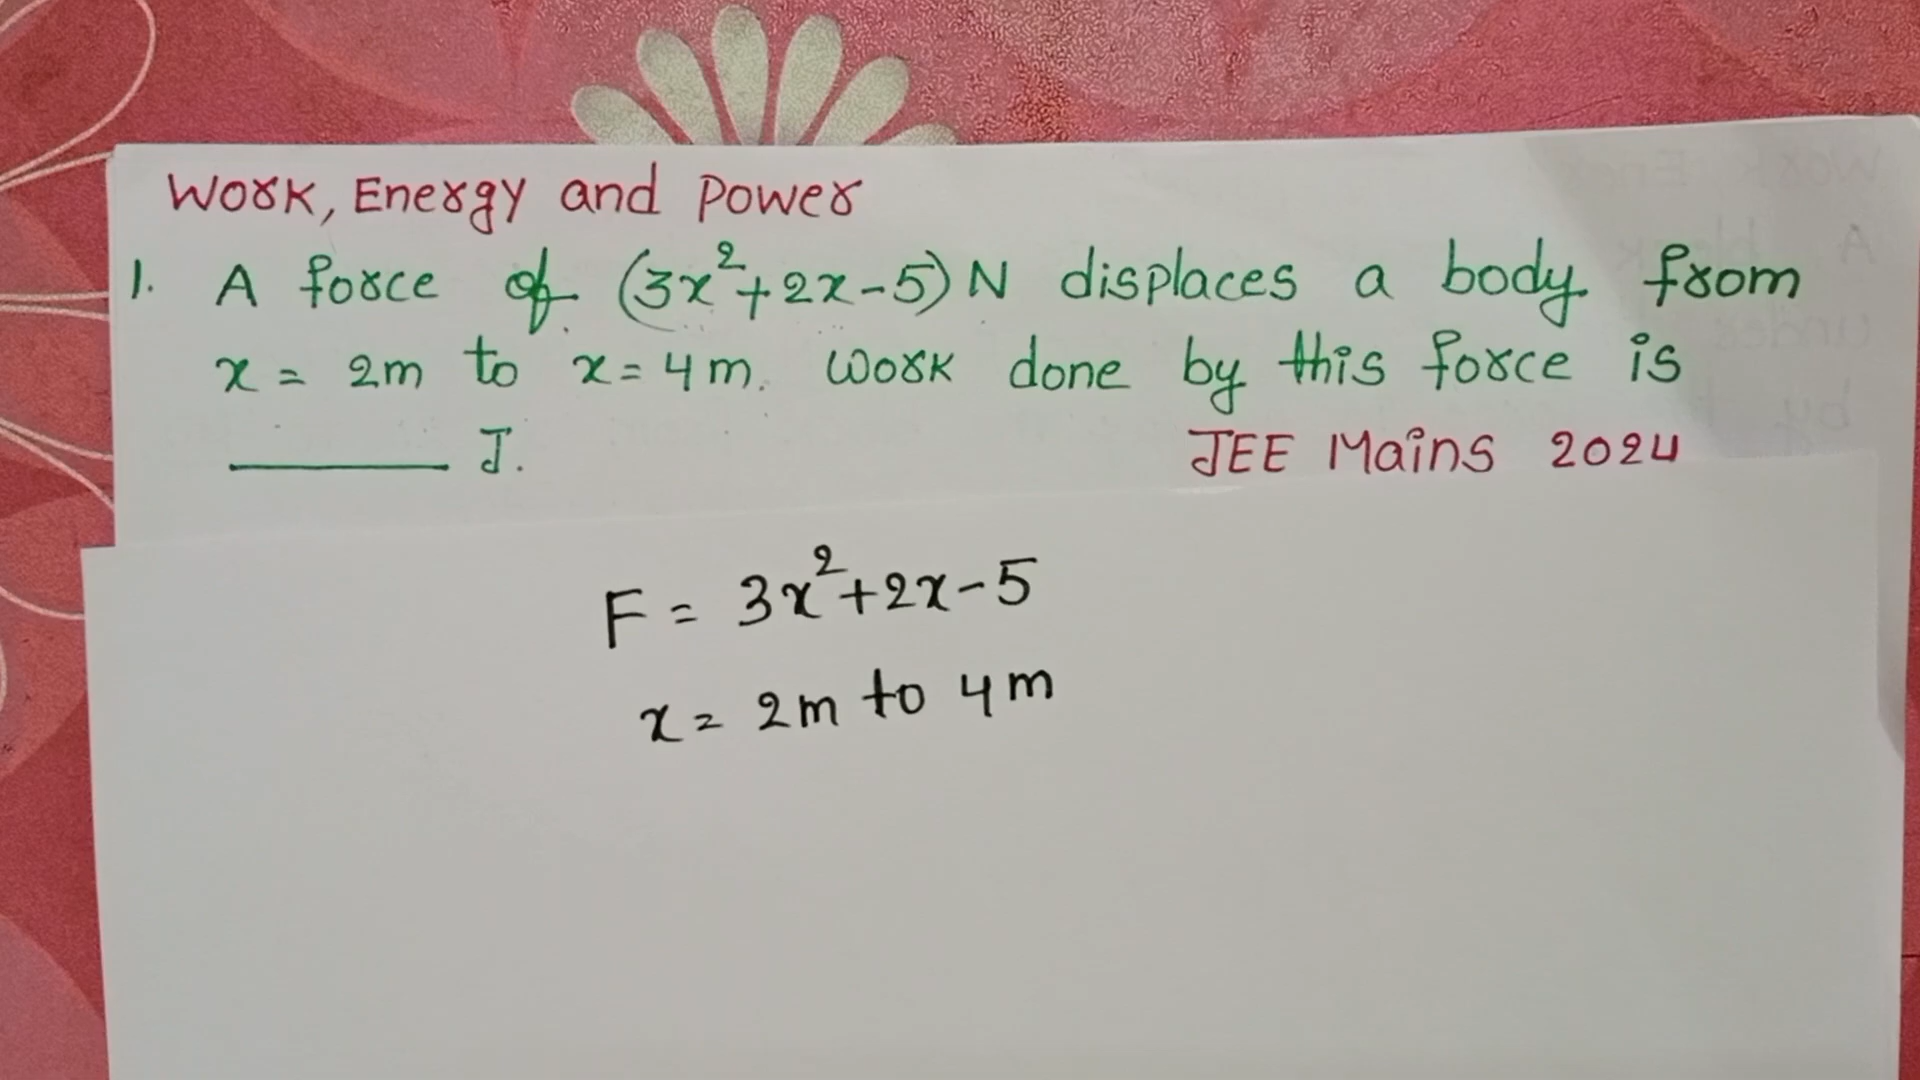 Work, Energy and Power
1. A force of (3x²+2x-5) N displaces a body from
x = 2m to x = 4m. Work done by this force is
______ J. JEE Mains 2024
F = 3x²+2x-5
x = 2m to 4m